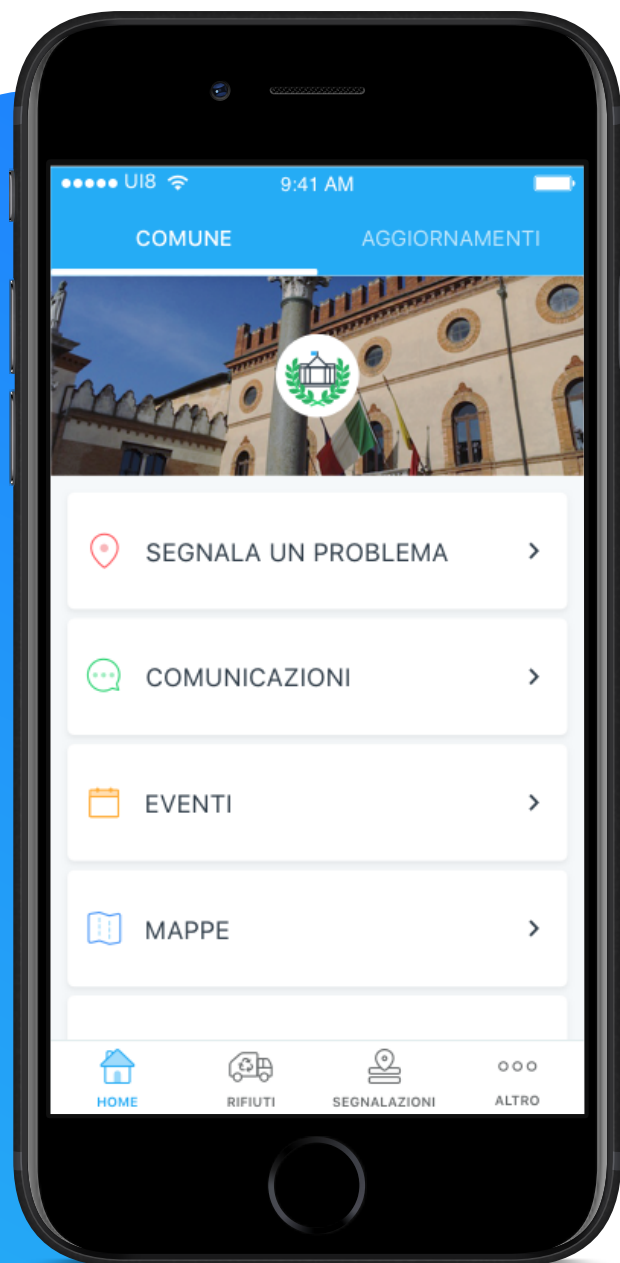 UI8 9:41 AM
COMUNE AGGIORNAMENTI
SEGNALA UN PROBLEMA
COMUNICAZIONI
EVENTI
MAPPE
HOME RIFIUTI SEGNALAZIONI ALTRO